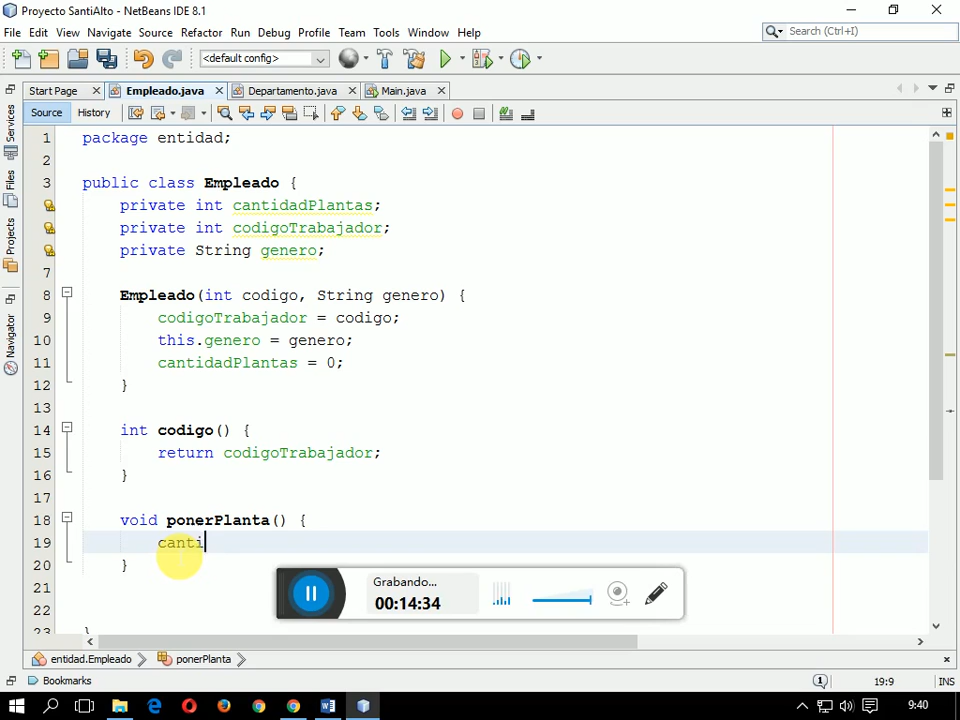 Proyecto SantiAlto - NetBeans IDE 8.1
File Edit View Navigate Source Refactor Run Debug Profile Team Tools Window Help
Search (Ctrl+I)
<default config>
Start Page Empleado.java Departamento.java Main.java
Source History
Services
Files
Projects
Navigator
1 package entidad;
2
3 public class Empleado {
private int cantidadPlantas;
private int codigoTrabajador;
private String genero;
7
8 Empleado(int codigo, String genero) {
9 codigoTrabajador = codigo;
10 this.genero = genero;
11 cantidadPlantas = 0;
12 }
13
14 int codigo() {
15 return codigoTrabajador;
16 }
17
18 void ponerPlanta() {
19 canti
20 }
21
22
23 }
Grabando...
00:14:34
entidad.Empleado ponerPlanta
Bookmarks
1
19:9
INS
9:40